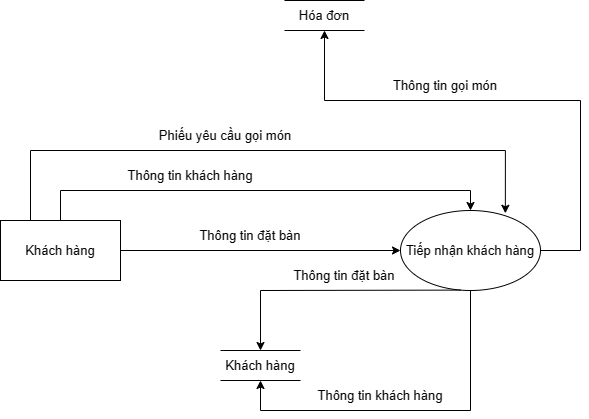 Hóa đơn
Thông tin gọi món
Phiếu yêu cầu gọi món
Thông tin khách hàng
Thông tin đặt bàn
Khách hàng
Tiếp nhận khách hàng
Thông tin đặt bàn
Khách hàng
Thông tin khách hàng